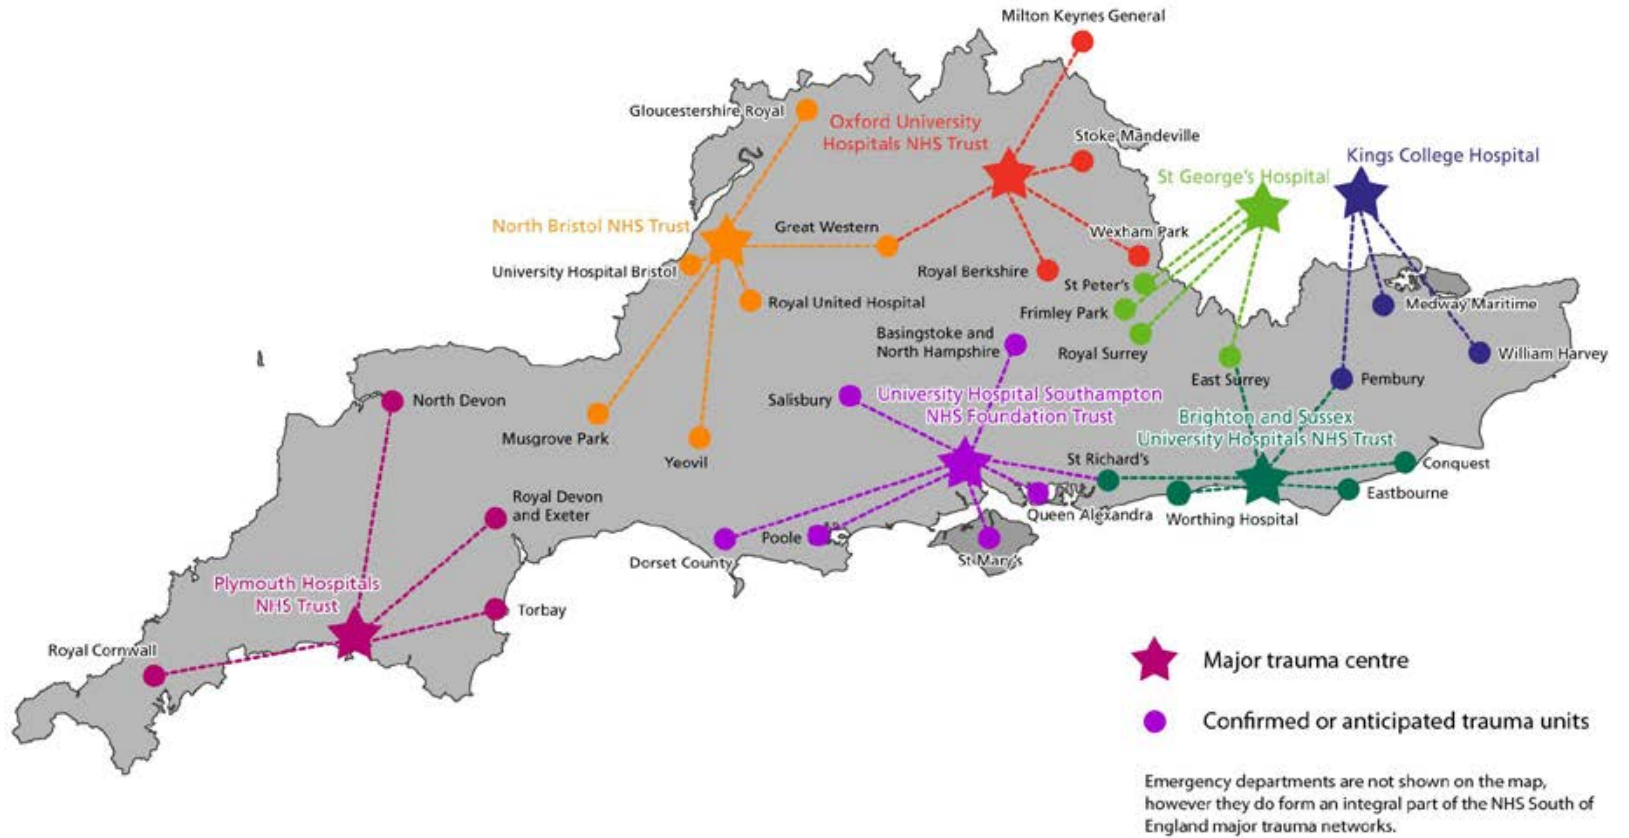 Milton Keynes General
Gloucestershire Royal
Oxford University
Hospitals NHS Trust
Stoke Mandeville
Kings College Hospital
St George's Hospital
North Bristol NHS Trust
Great Western
Wexham Park
University Hospital Bristol
Royal Berkshire
St Peter's
Royal United Hospital
Frimley Park
Medway Maritime
Basingstoke and
North Hampshire
Royal Surrey
William Harvey
East Surrey
Pembury
North Devon
Salisbury
University Hospital Southampton
NHS Foundation Trust
Brighton and Sussex
University Hospitals NHS Trust
Musgrove Park
Yeovil
St Richard's
Conquest
Eastbourne
Royal Devon
and Exeter
Queen Alexandra
Worthing Hospital
Poole
Dorset County
St Mary's
Plymouth Hospitals
NHS Trust
Torbay
Royal Cornwall
Major trauma centre
Confirmed or anticipated trauma units
Emergency departments are not shown on the map,
however they do form an integral part of the NHS South of
England major trauma networks.